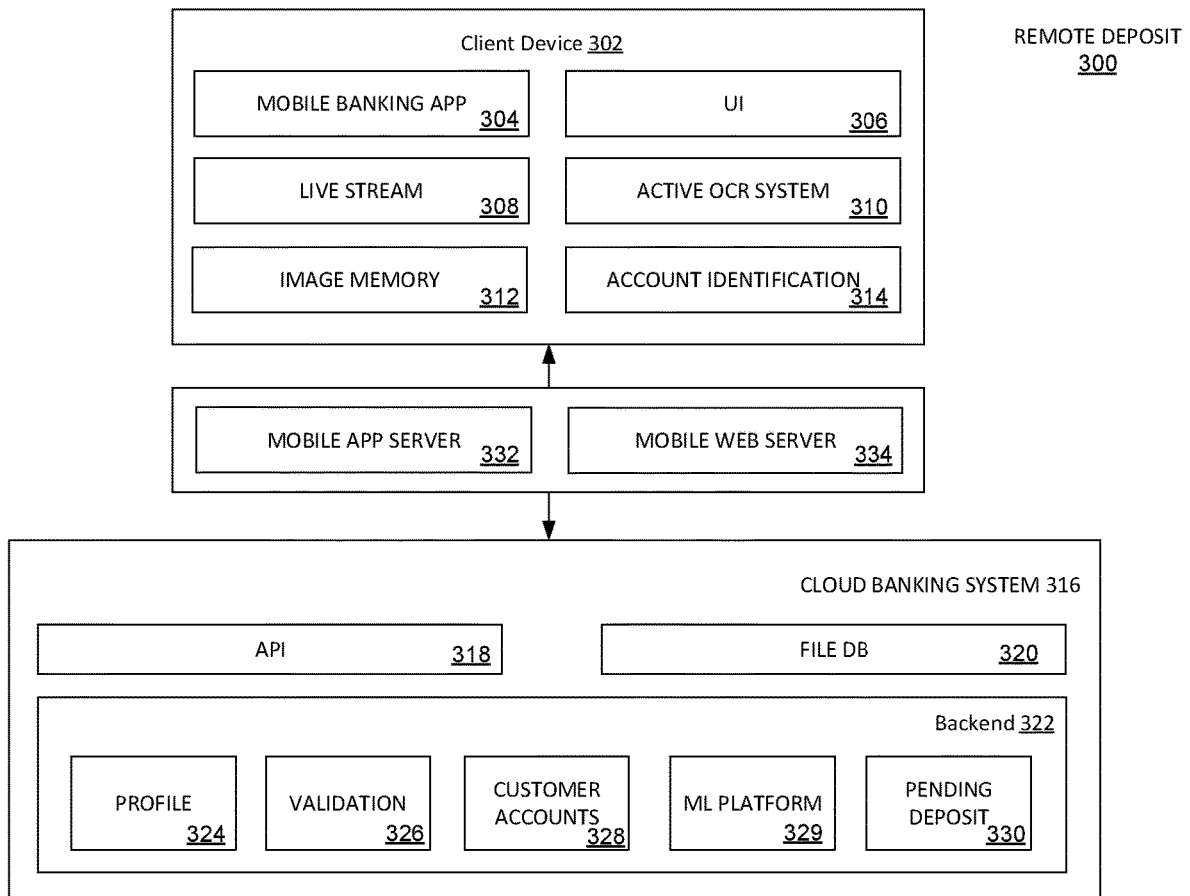 Client Device 302
REMOTE DEPOSIT
300
MOBILE BANKING APP
304
UI
306
LIVE STREAM
308
ACTIVE OCR SYSTEM
310
IMAGE MEMORY
312
ACCOUNT IDENTIFICATION
314
MOBILE APP SERVER
332
MOBILE WEB SERVER
334
CLOUD BANKING SYSTEM 316
API
318
FILE DB
320
Backend 322
PROFILE
324
VALIDATION
326
CUSTOMER
ACCOUNTS
328
ML PLATFORM
329
PENDING
DEPOSIT
330